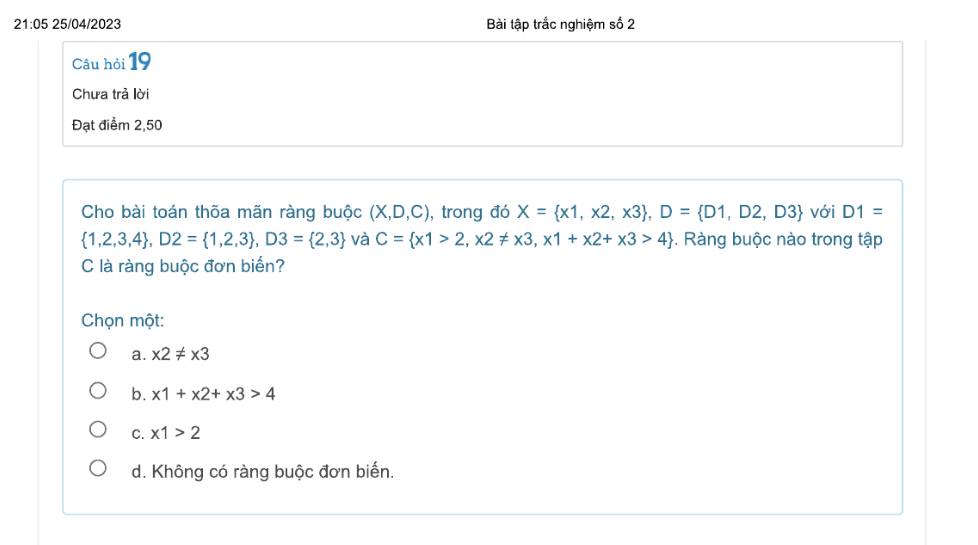 21:05 25/04/2023 Bài tập trắc nghiệm số 2
Câu hỏi 19
Chưa trả lời
Đạt điểm 2,50
Cho bài toán thõa mãn ràng buộc (X,D,C), trong đó X = {x1, x2, x3}, D = {D1, D2, D3} với D1 =
{1,2,3,4}, D2 = {1,2,3}, D3 = {2,3} và C = {x1 > 2, x2 ≠ x3, x1 + x2+ x3 > 4}. Ràng buộc nào trong tập
C là ràng buộc đơn biến?
Chọn một:
a. x2 ≠ x3
b. x1 + x2+ x3 > 4
c. x1 > 2
d. Không có ràng buộc đơn biến.